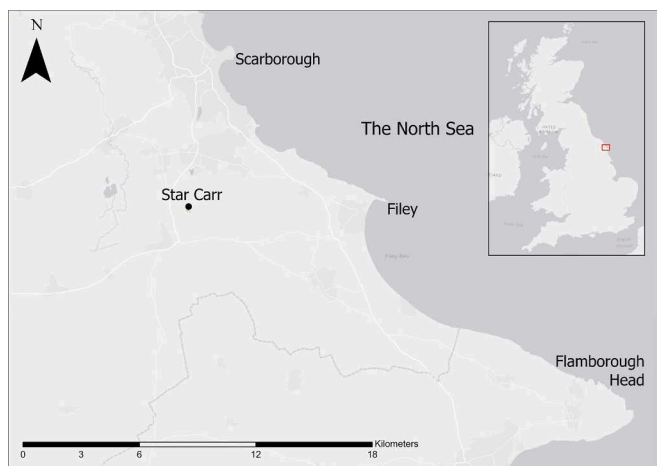 N
Scarborough
The North Sea
Star Carr
Filey
Filey Bay
Flamborough
Head
Kilometers
0 3 6 12 18